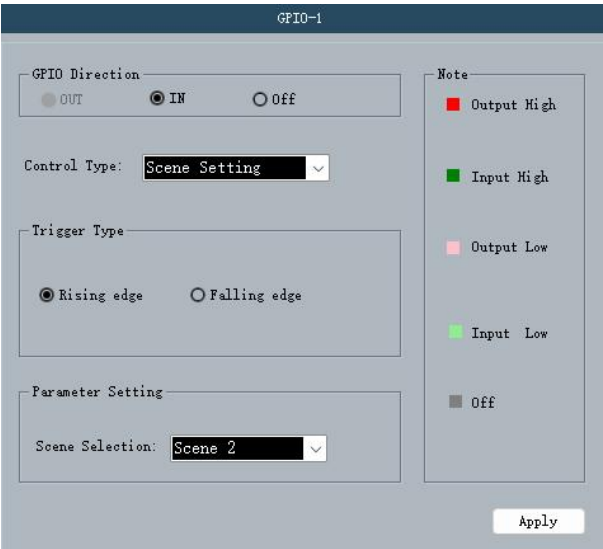 GPIO-1
GPIO Direction
OUT IN Off
Control Type: Scene Setting
Trigger Type
Rising edge Falling edge
Parameter Setting
Scene Selection: Scene 2
Note
Output High
Input High
Output Low
Input Low
Off
Apply